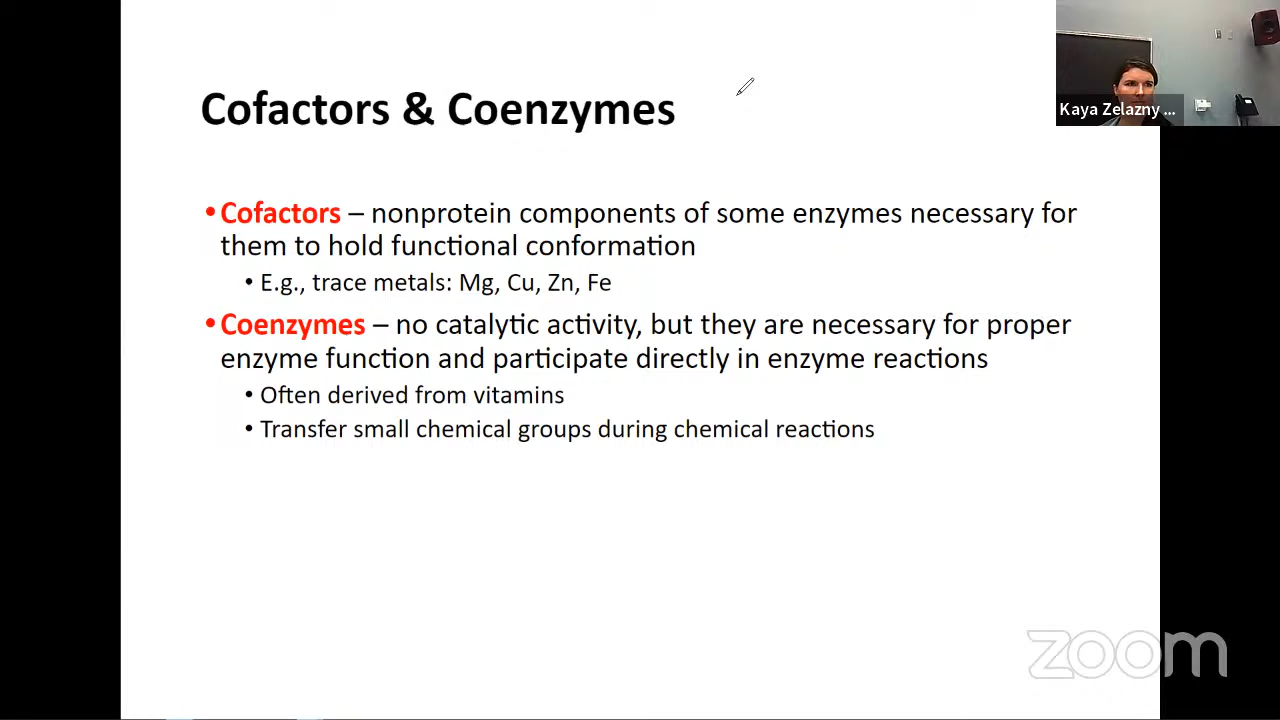 Cofactors & Coenzymes
Kaya Zelazny ...
•Cofactors – nonprotein components of some enzymes necessary for
them to hold functional conformation
• E.g., trace metals: Mg, Cu, Zn, Fe
•Coenzymes – no catalytic activity, but they are necessary for proper
enzyme function and participate directly in enzyme reactions
• Often derived from vitamins
• Transfer small chemical groups during chemical reactions
zoom